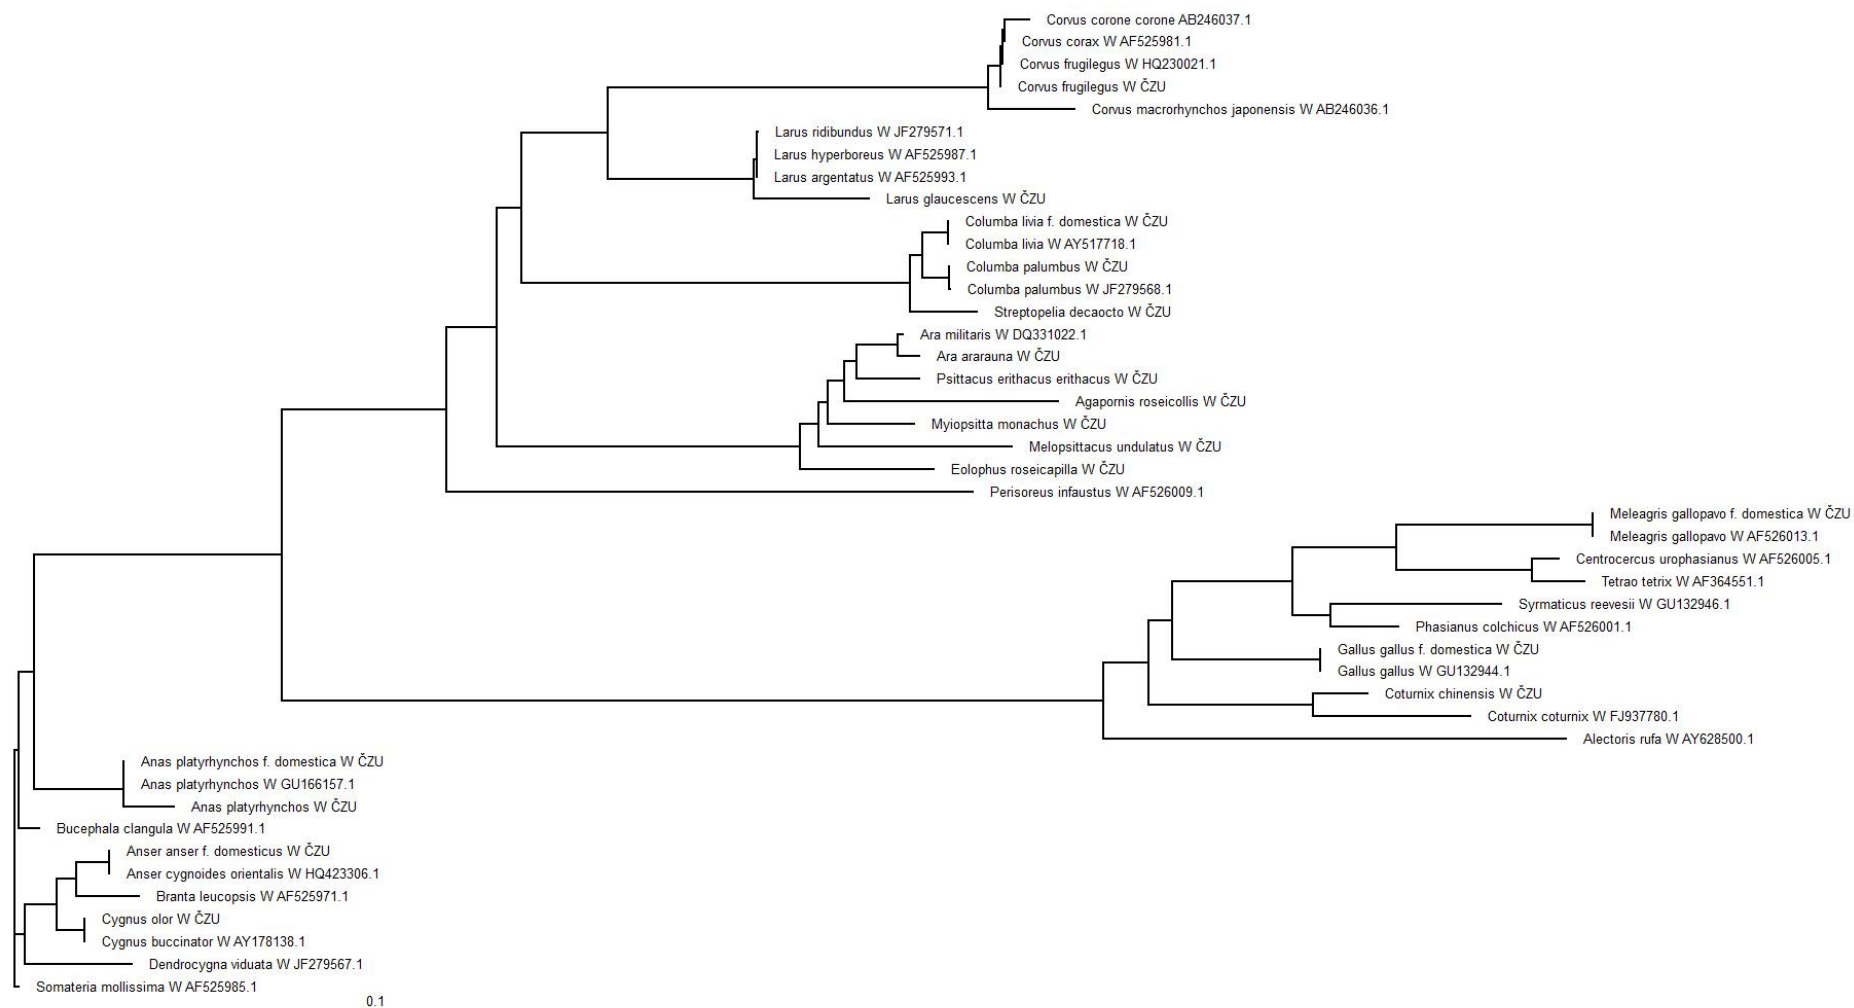 Corvus corone corone AB246037.1
Corvus corax W AF525981.1
Corvus frugilegus W HQ230021.1
Corvus frugilegus W ČZU
Corvus macrorhynchos japonensis W AB246036.1
Larus ridibundus W JF279571.1
Larus hyperboreus W AF525987.1
Larus argentatus W AF525993.1
Larus glaucescens W ČZU
Columba livia f. domestica W ČZU
Columba livia W AY517718.1
Columba palumbus W ČZU
Columba palumbus W JF279568.1
Streptopelia decaocto W ČZU
Ara militaris W DQ331022.1
Ara ararauna W ČZU
Psittacus erithacus erithacus W ČZU
Agapornis roseicollis W ČZU
Myiopsitta monachus W ČZU
Melopsittacus undulatus W ČZU
Eolophus roseicapilla W ČZU
Perisoreus infaustus W AF526009.1
Meleagris gallopavo f. domestica W ČZU
Meleagris gallopavo W AF526013.1
Centrocercus urophasianus W AF526005.1
Tetrao tetrix W AF364551.1
Syrmaticus reevesii W GU132946.1
Phasianus colchicus W AF526001.1
Gallus gallus f. domestica W ČZU
Gallus gallus W GU132944.1
Coturnix chinensis W ČZU
Coturnix coturnix W FJ937780.1
Alectoris rufa W AY628500.1
Anas platyrhynchos f. domestica W ČZU
Anas platyrhynchos W GU166157.1
Anas platyrhynchos W ČZU
Bucephala clangula W AF525991.1
Anser anser f. domesticus W ČZU
Anser cygnoides orientalis W HQ423306.1
Branta leucopsis W AF525971.1
Cygnus olor W ČZU
Cygnus buccinator W AY178138.1
Dendrocygna viduata W JF279567.1
Somateria mollissima W AF525985.1
0.1